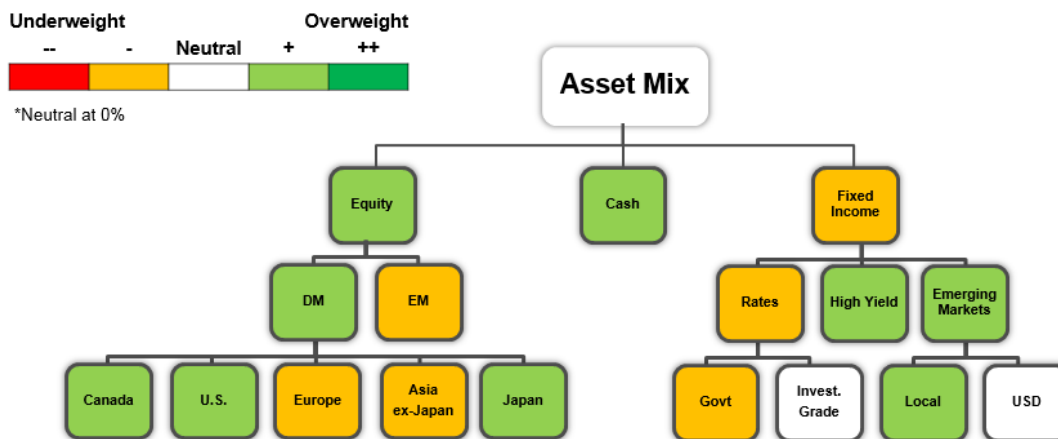 Underweight Overweight
-- - Neutral + ++
*Neutral at 0%
Asset Mix
Equity
Cash
Fixed
Income
DM
EM
Rates
High Yield
Emerging
Markets
Canada
U.S.
Europe
Asia
ex-Japan
Japan
Govt
Invest.
Grade
Local
USD